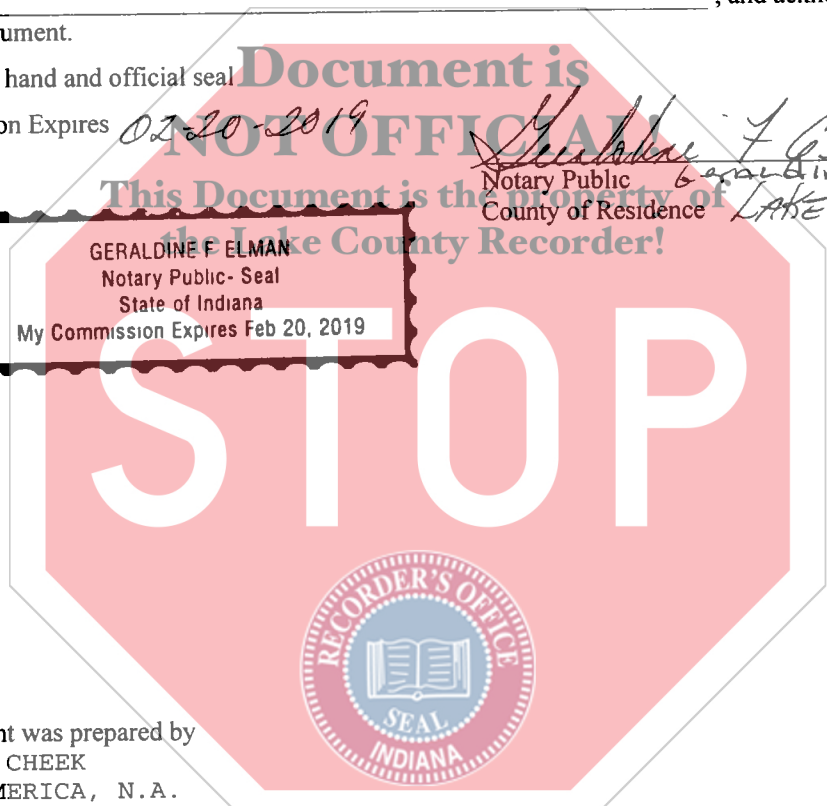 , and
ument.
hand and official seal
Document is
on Expires 02-20-2019
NOT OFFICIAL!
Notary Public
This Document is the property of
County of Residence LAKE
the Lake County Recorder!
GERALDINE F ELMAN
Notary Public- Seal
State of Indiana
My Commission Expires Feb 20, 2019
STOP
RECORDER'S OFFICE
SEAL
INDIANA
nt was prepared by
CHEEK
MERICA, N.A.